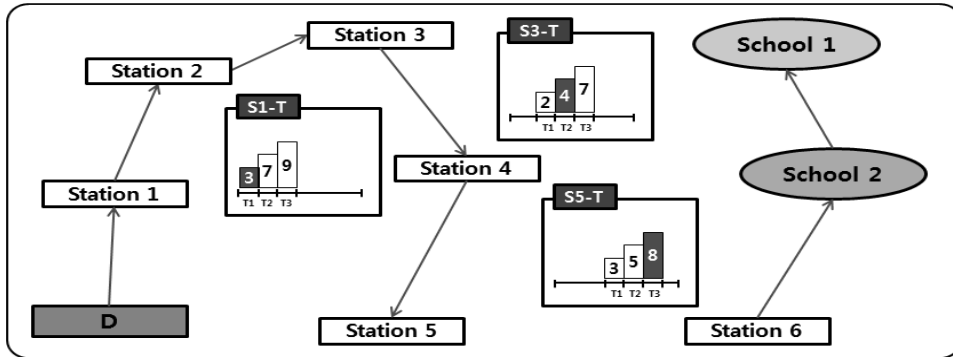 Station 3
S3-T
School 1
Station 2
2 4 7
T1 T2 T3
S1-T
3 7 9
T1 T2 T3
Station 4
School 2
Station 1
S5-T
3 5 8
T1 T2 T3
D
Station 5
Station 6